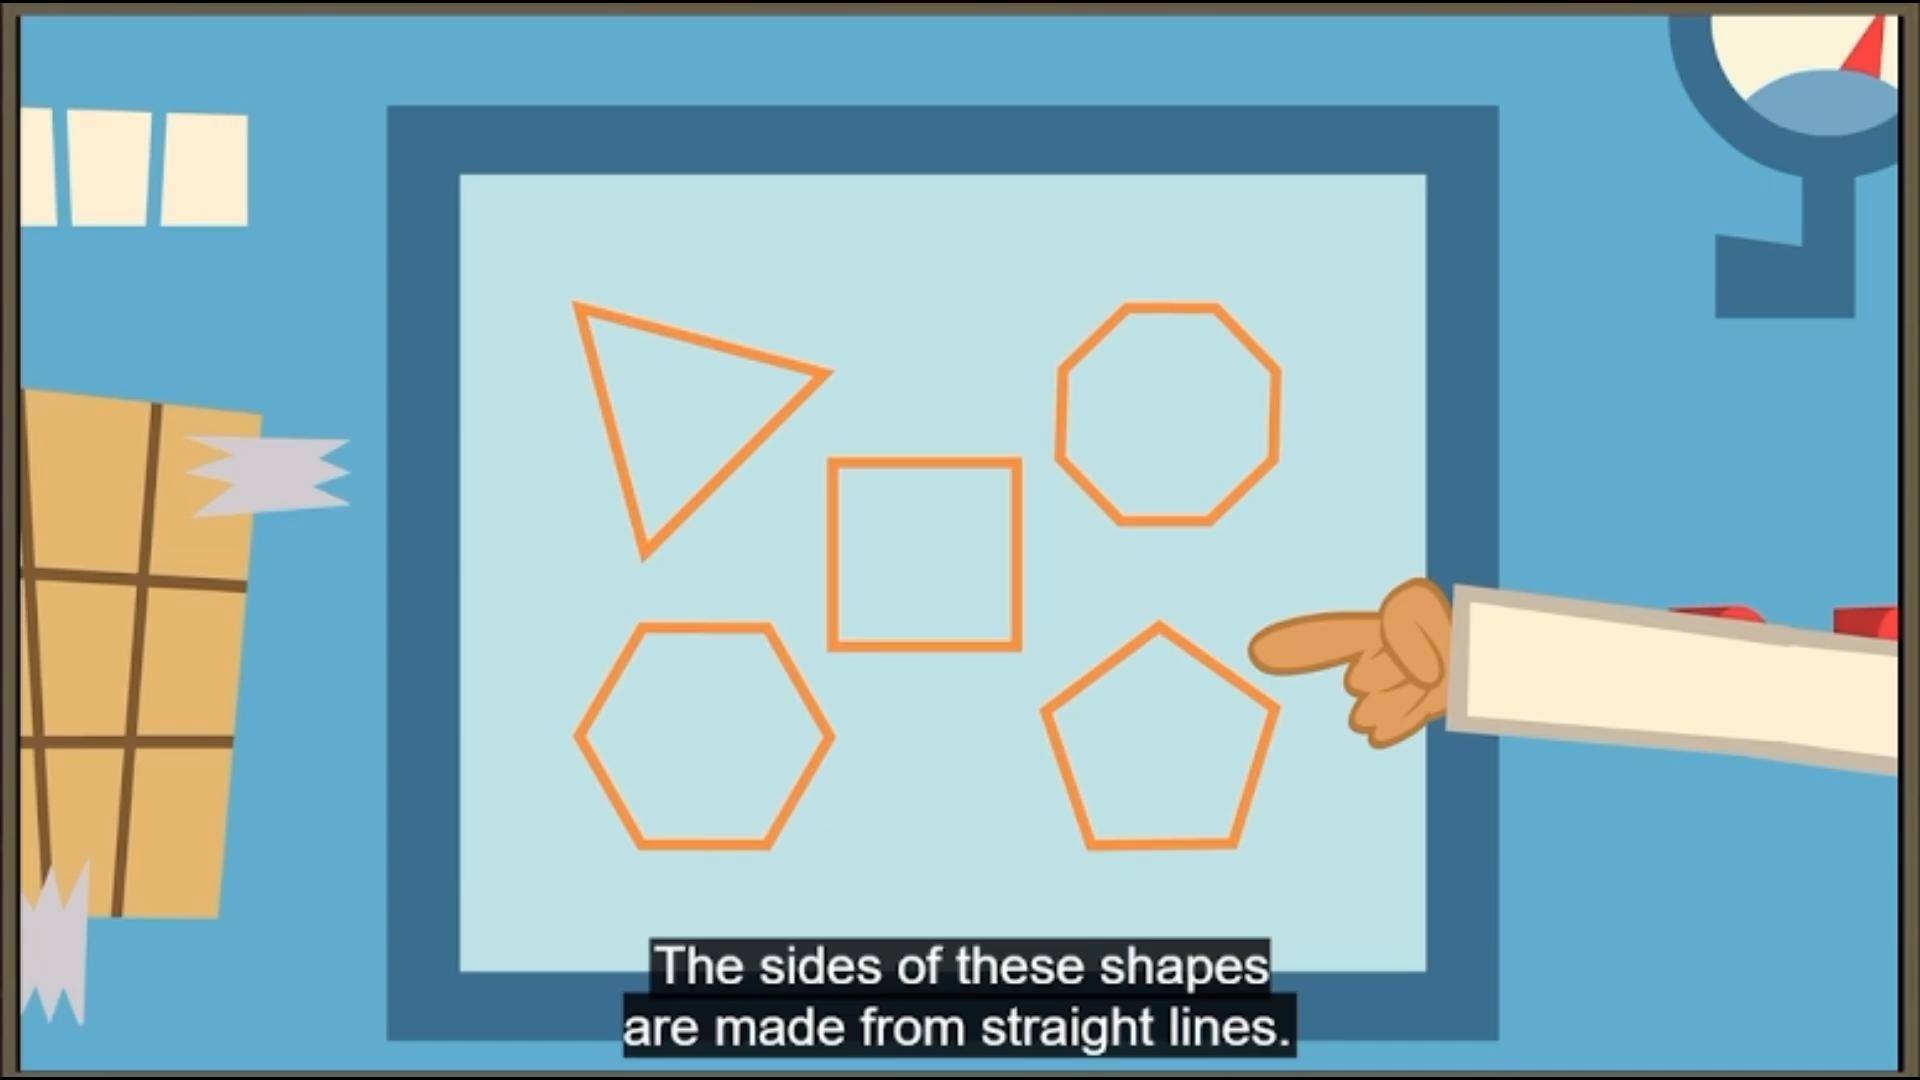 The sides of these shapes
are made from straight lines.